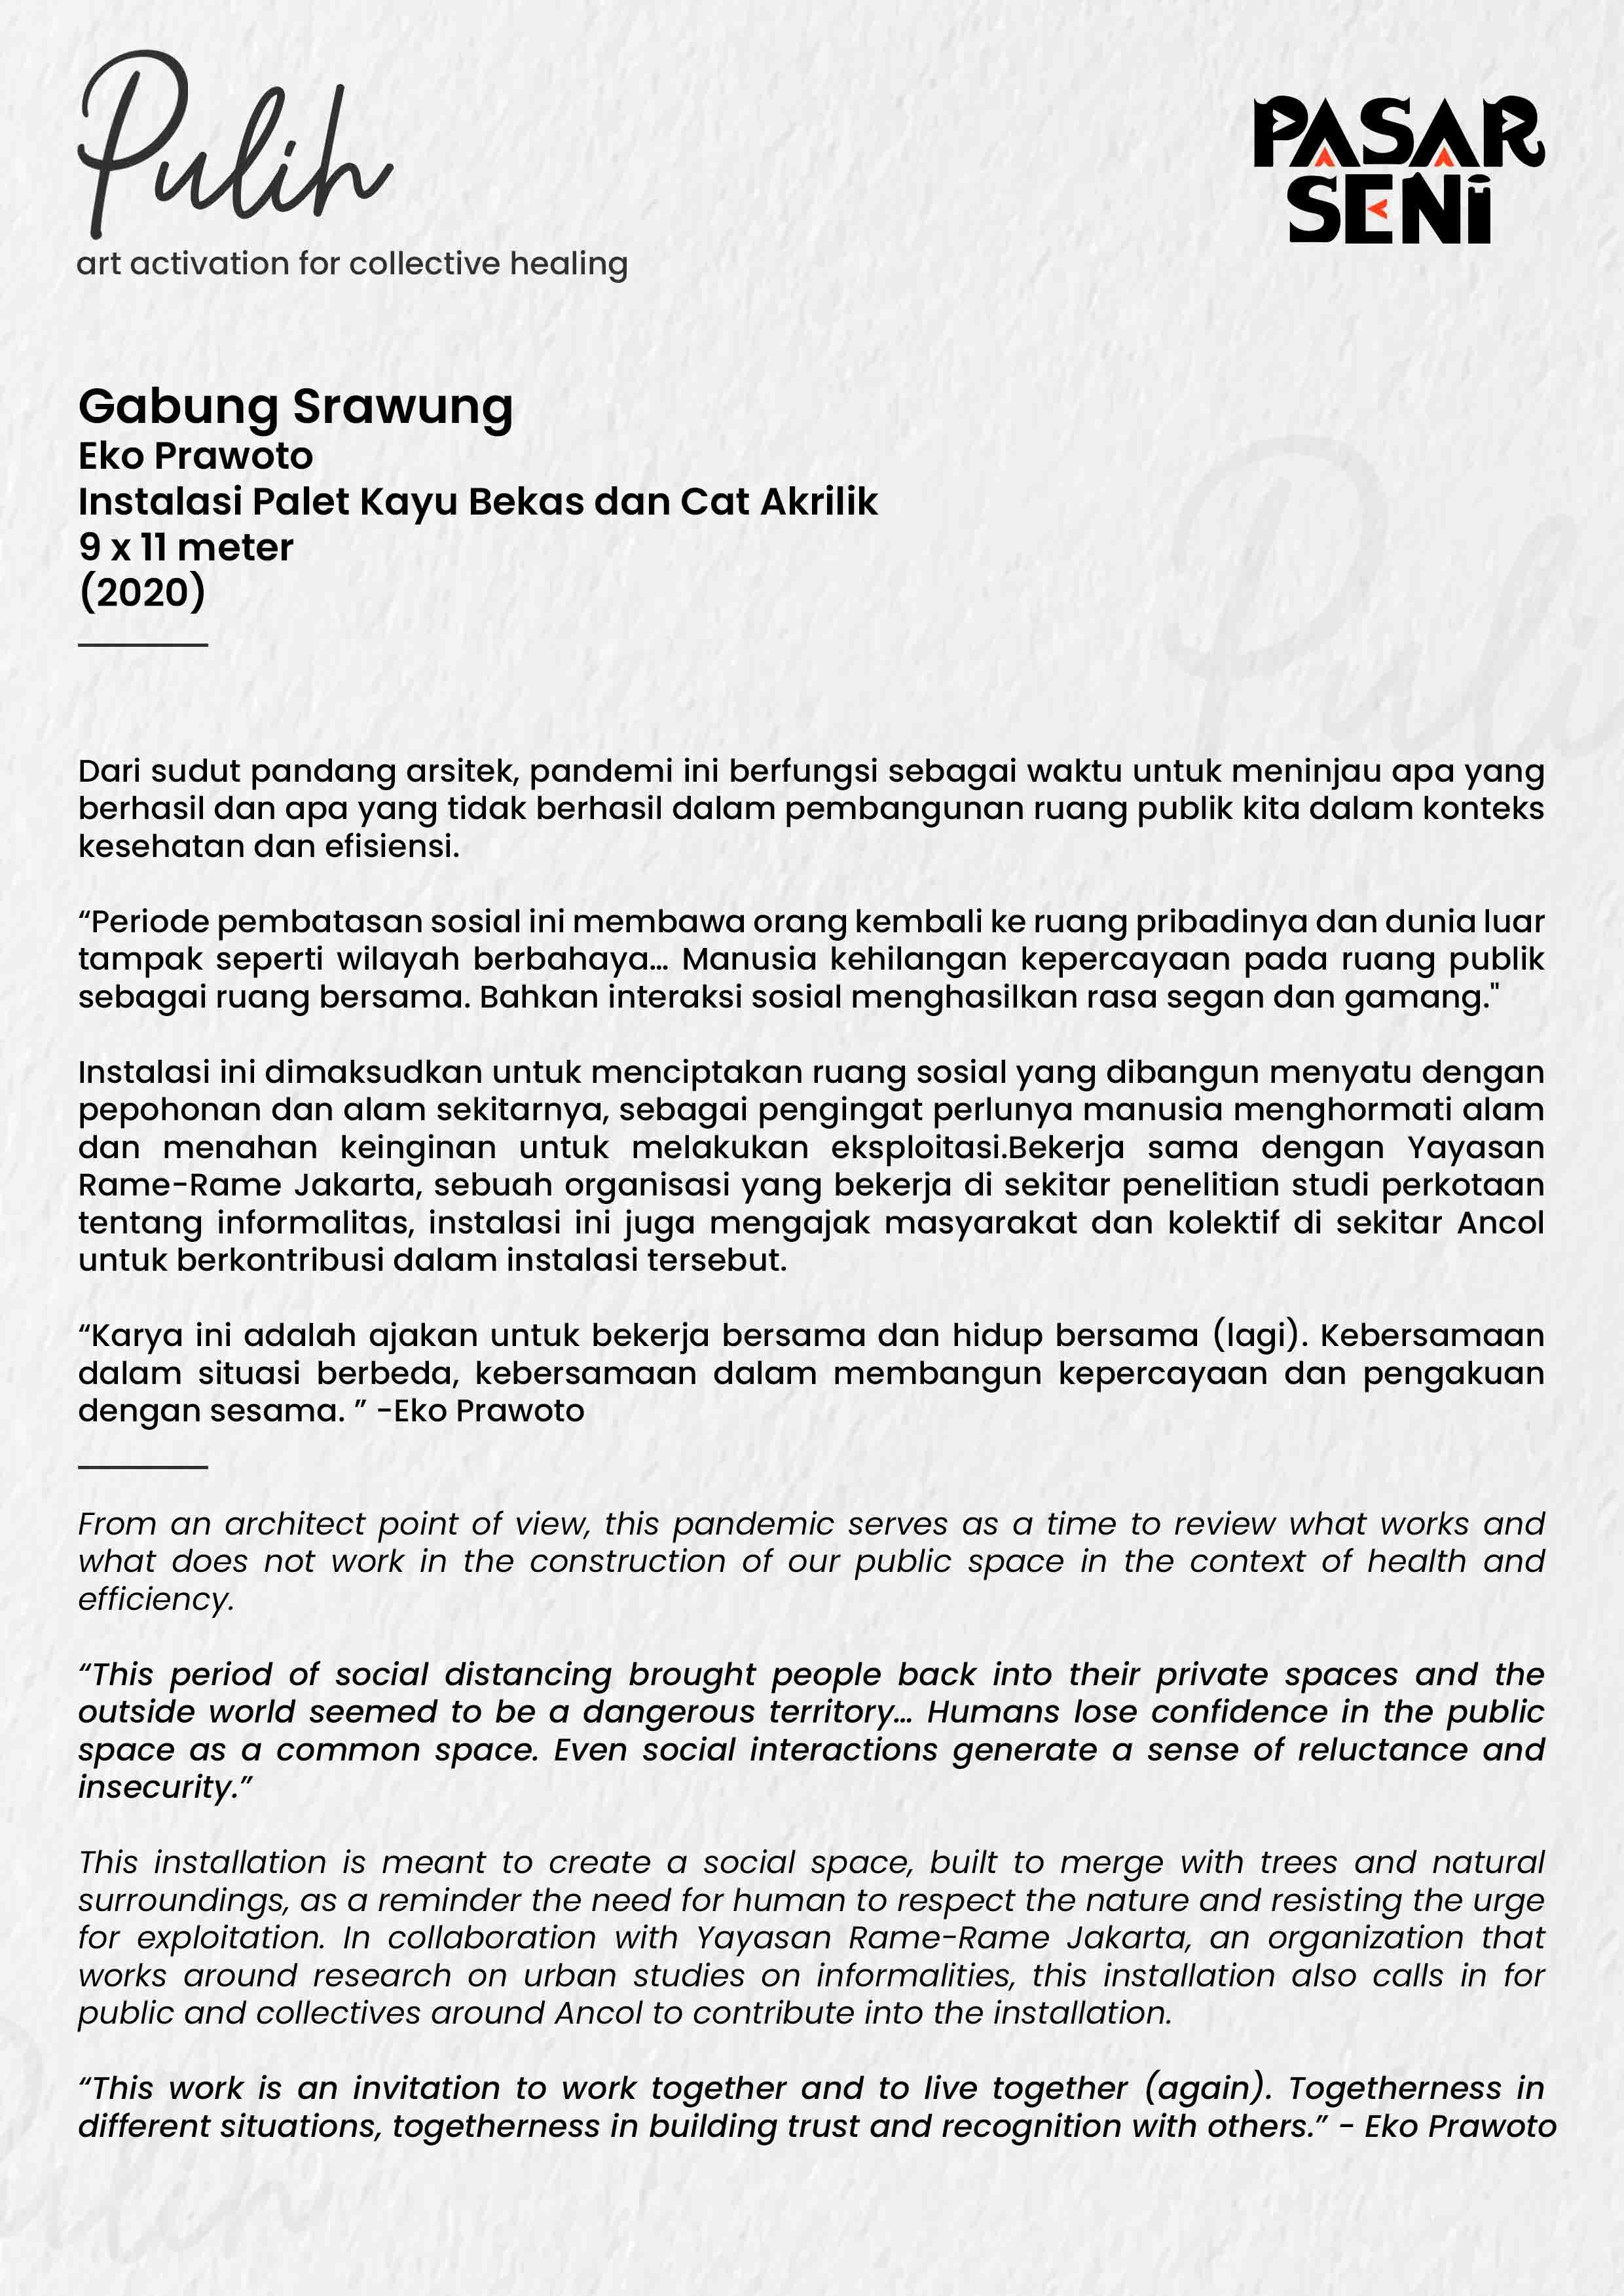 Pulih
art activation for collective healing
PASAR
SENI
Gabung Srawung
Eko Prawoto
Instalasi Palet Kayu Bekas dan Cat Akrilik
9 x 11 meter
(2020)
Puli
Dari sudut pandang arsitek, pandemi ini berfungsi sebagai waktu untuk meninjau apa yang
berhasil dan apa yang tidak berhasil dalam pembangunan ruang publik kita dalam konteks
kesehatan dan efisiensi.
“Periode pembatasan sosial ini membawa orang kembali ke ruang pribadinya dan dunia luar
tampak seperti wilayah berbahaya... Manusia kehilangan kepercayaan pada ruang publik
sebagai ruang bersama. Bahkan interaksi sosial menghasilkan rasa segan dan gamang."
Instalasi ini dimaksudkan untuk menciptakan ruang sosial yang dibangun menyatu dengan
pepohonan dan alam sekitarnya, sebagai pengingat perlunya manusia menghormati alam
dan menahan keinginan untuk melakukan eksploitasi.Bekerja sama dengan Yayasan
Rame-Rame Jakarta, sebuah organisasi yang bekerja di sekitar penelitian studi perkotaan
tentang informalitas, instalasi ini juga mengajak masyarakat dan kolektif di sekitar Ancol
untuk berkontribusi dalam instalasi tersebut.
“Karya ini adalah ajakan untuk bekerja bersama dan hidup bersama (lagi). Kebersamaan
dalam situasi berbeda, kebersamaan dalam membangun kepercayaan dan pengakuan
dengan sesama. ” -Eko Prawoto
From an architect point of view, this pandemic serves as a time to review what works and
what does not work in the construction of our public space in the context of health and
efficiency.
“This period of social distancing brought people back into their private spaces and the
outside world seemed to be a dangerous territory... Humans lose confidence in the public
space as a common space. Even social interactions generate a sense of reluctance and
insecurity.”
This installation is meant to create a social space, built to merge with trees and natural
surroundings, as a reminder the need for human to respect the nature and resisting the urge
for exploitation. In collaboration with Yayasan Rame-Rame Jakarta, an organization that
works around research on urban studies on informalities, this installation also calls in for
public and collectives around Ancol to contribute into the installation.
“This work is an invitation to work together and to live together (again). Togetherness in
different situations, togetherness in building trust and recognition with others.” - Eko Prawoto